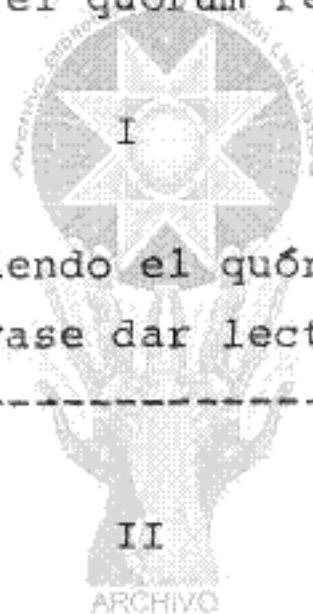 el quórum re
I
iendo el quór
vase dar lect
--------------
II
ARCHIVO